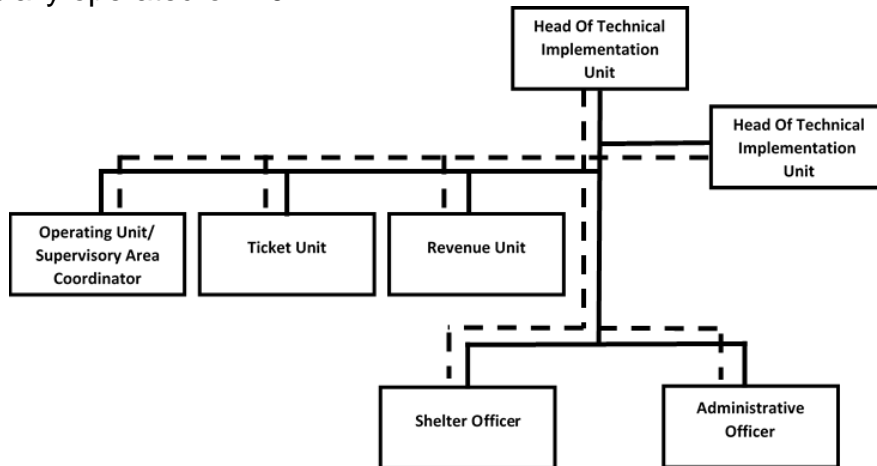 Head Of Technical
Implementation
Unit
Head Of Technical
Implementation
Unit
Operating Unit/
Supervisory Area
Coordinator
Ticket Unit
Revenue Unit
Shelter Officer
Administrative
Officer